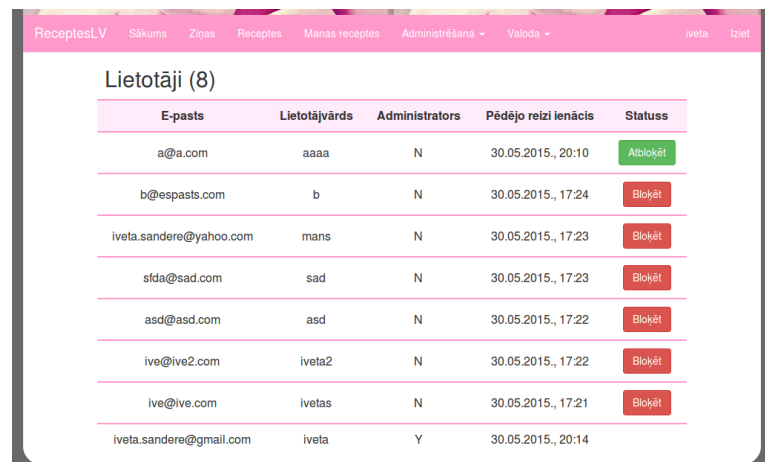 ReceptesLV Sākums Ziņas Receptes Manas receptes Administrēšana Valoda iveta Iziet
Lietotāji (8)
E-pasts Lietotājvārds Administrators Pēdējo reizi ienācis Statuss
a@a.com aaaa N 30.05.2015., 20:10 Atbloķēt
b@espasts.com b N 30.05.2015., 17:24 Bloķēt
iveta.sandere@yahoo.com mans N 30.05.2015., 17:23 Bloķēt
sfda@sad.com sad N 30.05.2015., 17:23 Bloķēt
asd@asd.com asd N 30.05.2015., 17:22 Bloķēt
ive@ive2.com iveta2 N 30.05.2015., 17:22 Bloķēt
ive@ive.com ivetas N 30.05.2015., 17:21 Bloķēt
iveta.sandere@gmail.com iveta Y 30.05.2015., 20:14